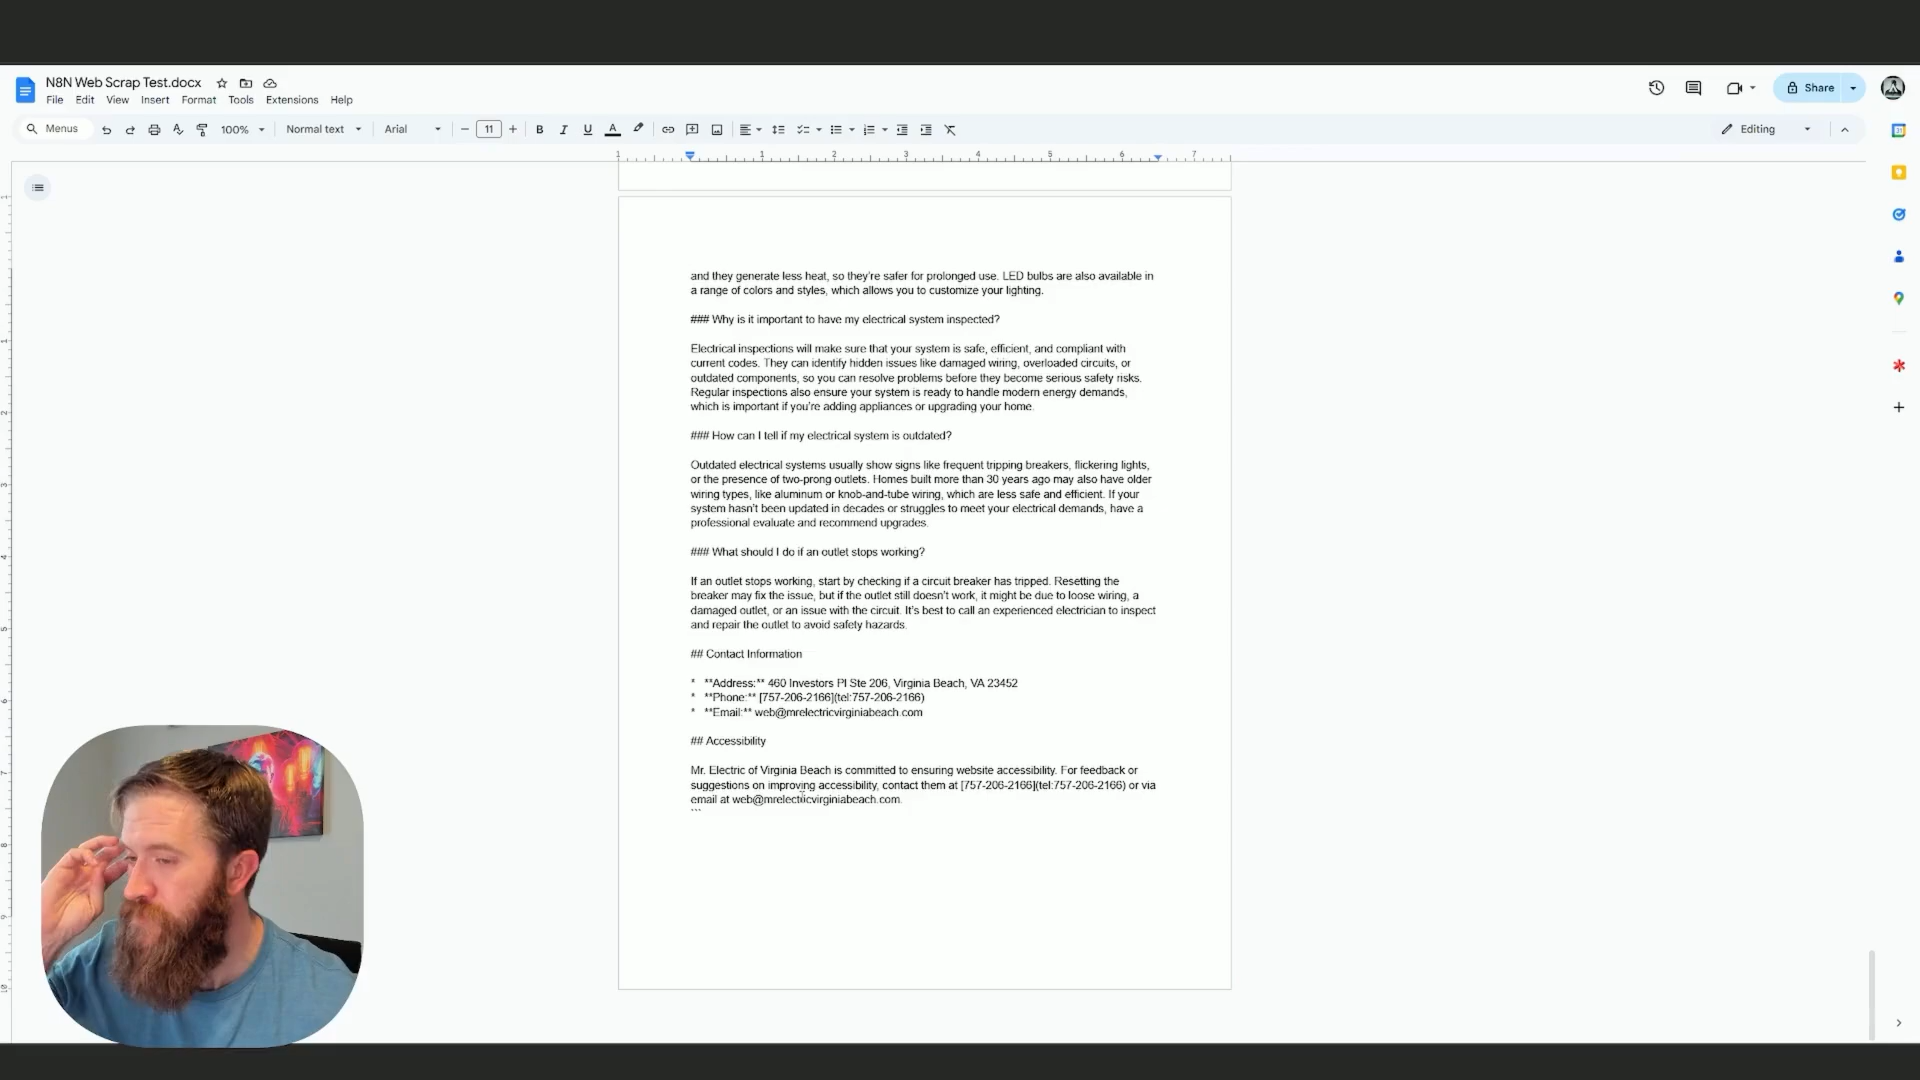 N8N Web Scrap Test.docx
File Edit View Insert Format Tools Extensions Help
Share
Menus 100% Normal text Arial 11 Editing
1 1 2 3 4 5 6 7
and they generate less heat, so they're safer for prolonged use. LED bulbs are also available in
a range of colors and styles, which allows you to customize your lighting.
### Why is it important to have my electrical system inspected?
Electrical inspections will make sure that your system is safe, efficient, and compliant with
current codes. They can identify hidden issues like damaged wiring, overloaded circuits, or
outdated components, so you can resolve problems before they become serious safety risks.
Regular inspections also ensure your system is ready to handle modern energy demands,
which is important if you're adding appliances or upgrading your home.
### How can I tell if my electrical system is outdated?
Outdated electrical systems usually show signs like frequent tripping breakers, flickering lights,
or the presence of two-prong outlets. Homes built more than 30 years ago may also have older
wiring types, like aluminum or knob-and-tube wiring, which are less safe and efficient. If your
system hasn't been updated in decades or struggles to meet your electrical demands, have a
professional evaluate and recommend upgrades.
### What should I do if an outlet stops working?
If an outlet stops working, start by checking if a circuit breaker has tripped. Resetting the
breaker may fix the issue, but if the outlet still doesn't work, it might be due to loose wiring, a
damaged outlet, or an issue with the circuit. It's best to call an experienced electrician to inspect
and repair the outlet to avoid safety hazards.
## Contact Information
* **Address:** 460 Investors Pl Ste 206, Virginia Beach, VA 23452
* **Phone:** [757-206-2166](tel:757-206-2166)
* **Email:** web@mrelectricvirginiabeach.com
## Accessibility
Mr. Electric of Virginia Beach is committed to ensuring website accessibility. For feedback or
suggestions on improving accessibility, contact them at [757-206-2166](tel:757-206-2166) or via
email at web@mrelectricvirginiabeach.com.
```